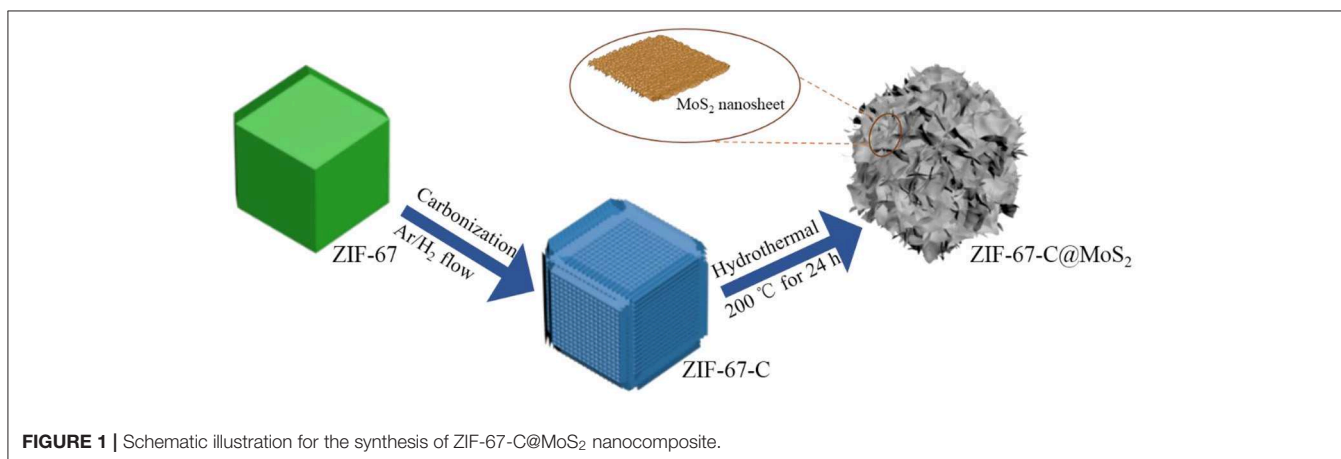 MoS₂ nanosheet
ZIF-67
Carbonization
Ar/H₂ flow
ZIF-67-C
Hydrothermal
200 ℃ for 24 h
ZIF-67-C@MoS₂
FIGURE 1 | Schematic illustration for the synthesis of ZIF-67-C@MoS₂ nanocomposite.